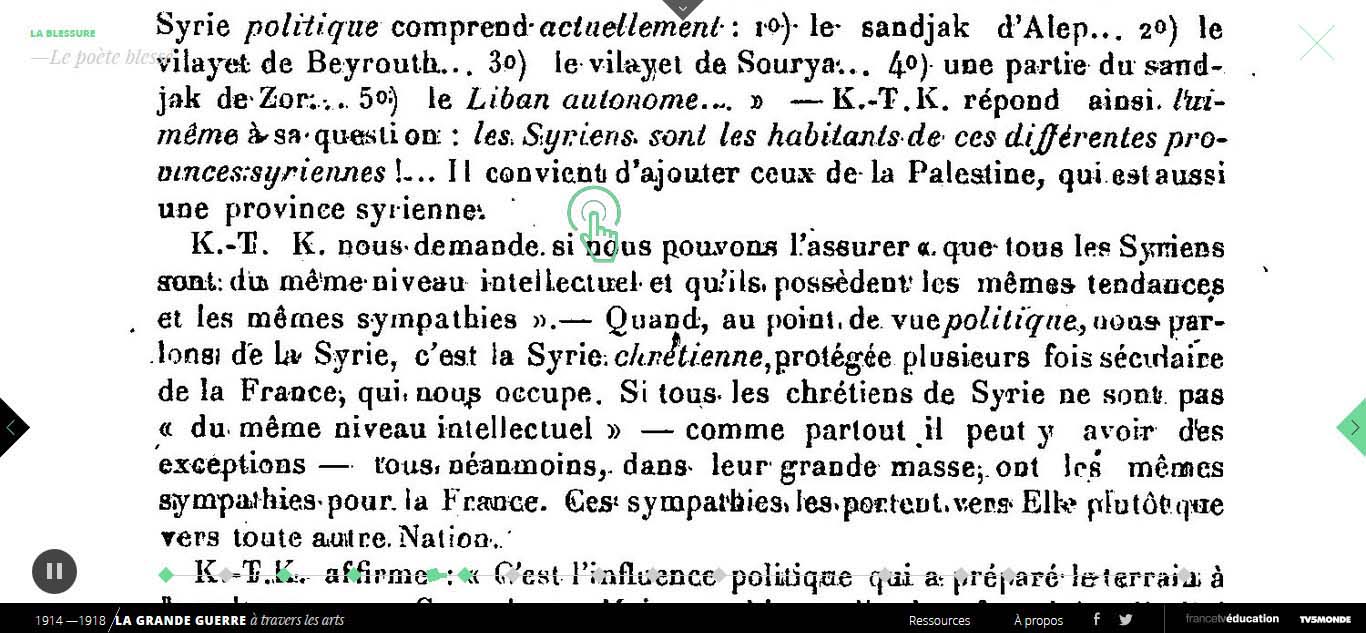 Syrie politique comprend actuellement : 1º) le sandjak d'Alep... 2º) le
LA BLESSURE
—Le poète blessé
vilayet de Beyrouth... 3º) le vilayet de Sourya... 4º) une partie du sand-
jak de Zor.... 5º) le Liban autonome... » — K.-T.K. répond ainsi lui-
même à sa question : les Syriens sont les habitants de ces différentes pro-
vinces syriennes !... Il convient d'ajouter ceux de la Palestine, qui est aussi
une province syrienne.
K.-T. K. nous demande si nous pouvons l'assurer « que tous les Syriens
sont du même niveau intellectuel et qu'ils possèdent les mêmes tendances
et les mêmes sympathies ».— Quand, au point de vue politique, nous par-
lons de la Syrie, c'est la Syrie chrétienne, protégée plusieurs fois séculaire
de la France, qui nous occupe. Si tous les chrétiens de Syrie ne sont pas
« du même niveau intellectuel » — comme partout il peut y avoir des
exceptions — tous, néanmoins, dans leur grande masse, ont les mêmes
sympathies pour la France. Ces sympathies les portent vers Elle plutôt que
vers toute autre Nation.
K.-T.K. affirme : « C'est l'influence politique qui a préparé le terrain à
1914 —1918 / LA GRANDE GUERRE à travers les arts
Ressources
À propos
f
francetvéducation
TV5MONDE